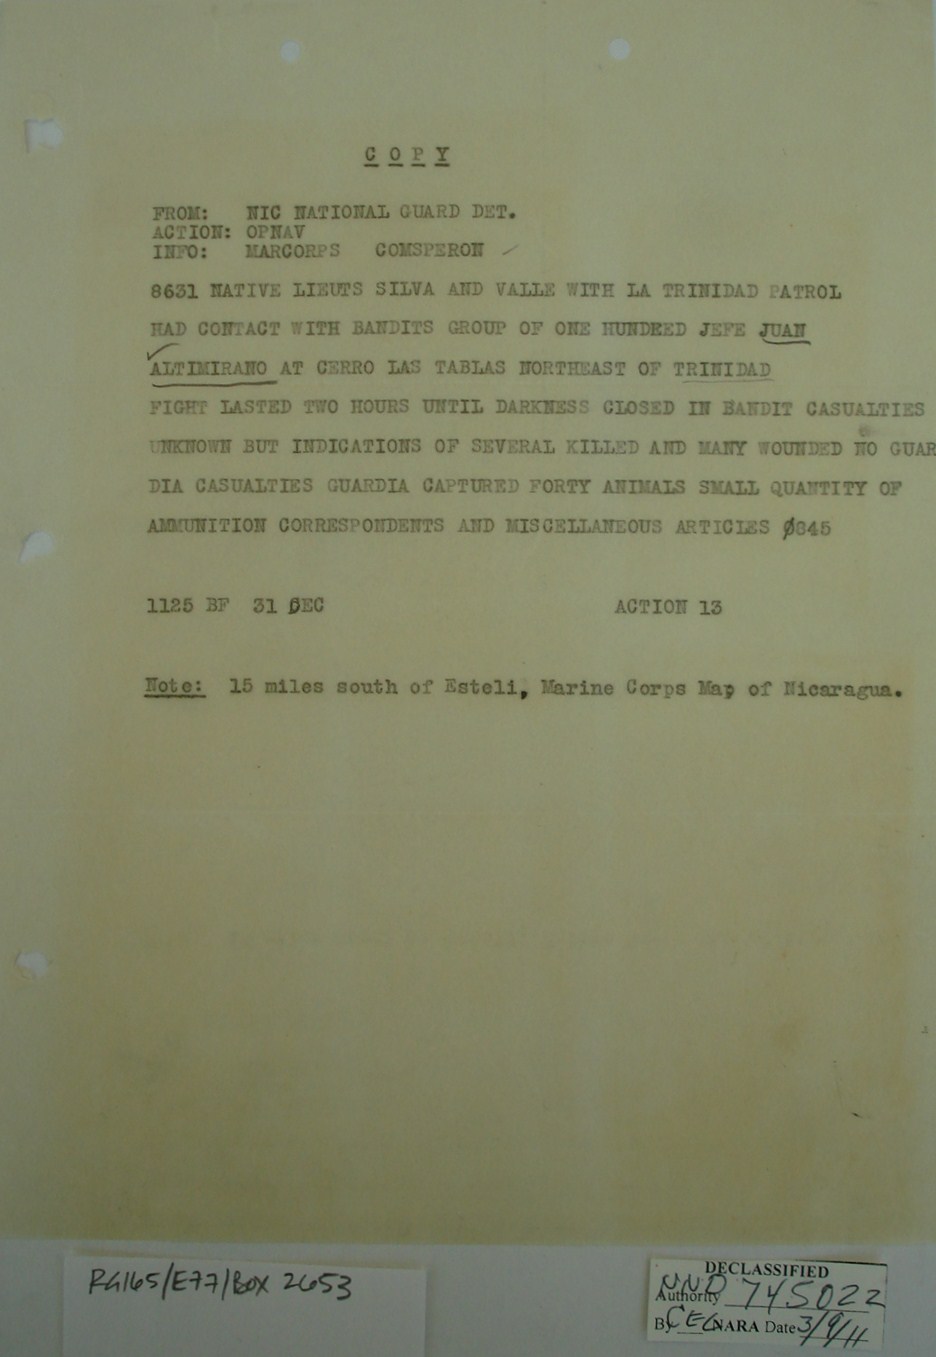 C O P Y
FROM: NIC NATIONAL GUARD DET.
ACTION: OPNAV
INFO: MARCORPS COMSPERON
8631 NATIVE LIEUTS SILVA AND VALLE WITH LA TRINIDAD PATROL
HAD CONTACT WITH BANDITS GROUP OF ONE HUNDRED JEFE JUAN
ALTIMIRANO AT CERRO LAS TABLAS NORTHEAST OF TRINIDAD
FIGHT LASTED TWO HOURS UNTIL DARKNESS CLOSED IN BANDIT CASUALTIES
UNKNOWN BUT INDICATIONS OF SEVERAL KILLED AND MANY WOUNDED NO GUAR
DIA CASUALTIES GUARDIA CAPTURED FORTY ANIMALS SMALL QUANTITY OF
AMMUNITION CORRESPONDENTS AND MISCELLANEOUS ARTICLES Ø845
1125 BF 31 DEC ACTION 13
Note: 15 miles south of Esteli, Marine Corps Map of Nicaragua.
RG165/E77/Box 2653
DECLASSIFIED
Authority NND 745022
By CEG NARA Date 3/9/11